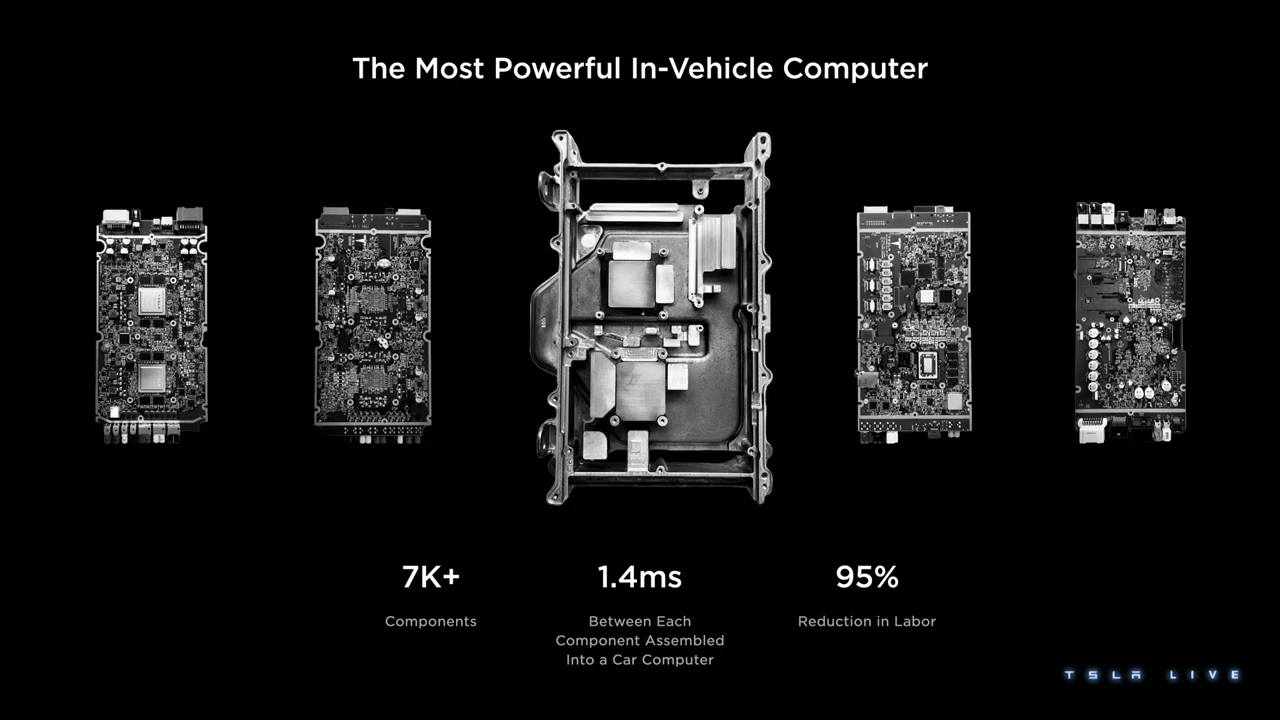 The Most Powerful In-Vehicle Computer
7K+
Components
1.4ms
Between Each
Component Assembled
Into a Car Computer
95%
Reduction in Labor
TSLA LIVE